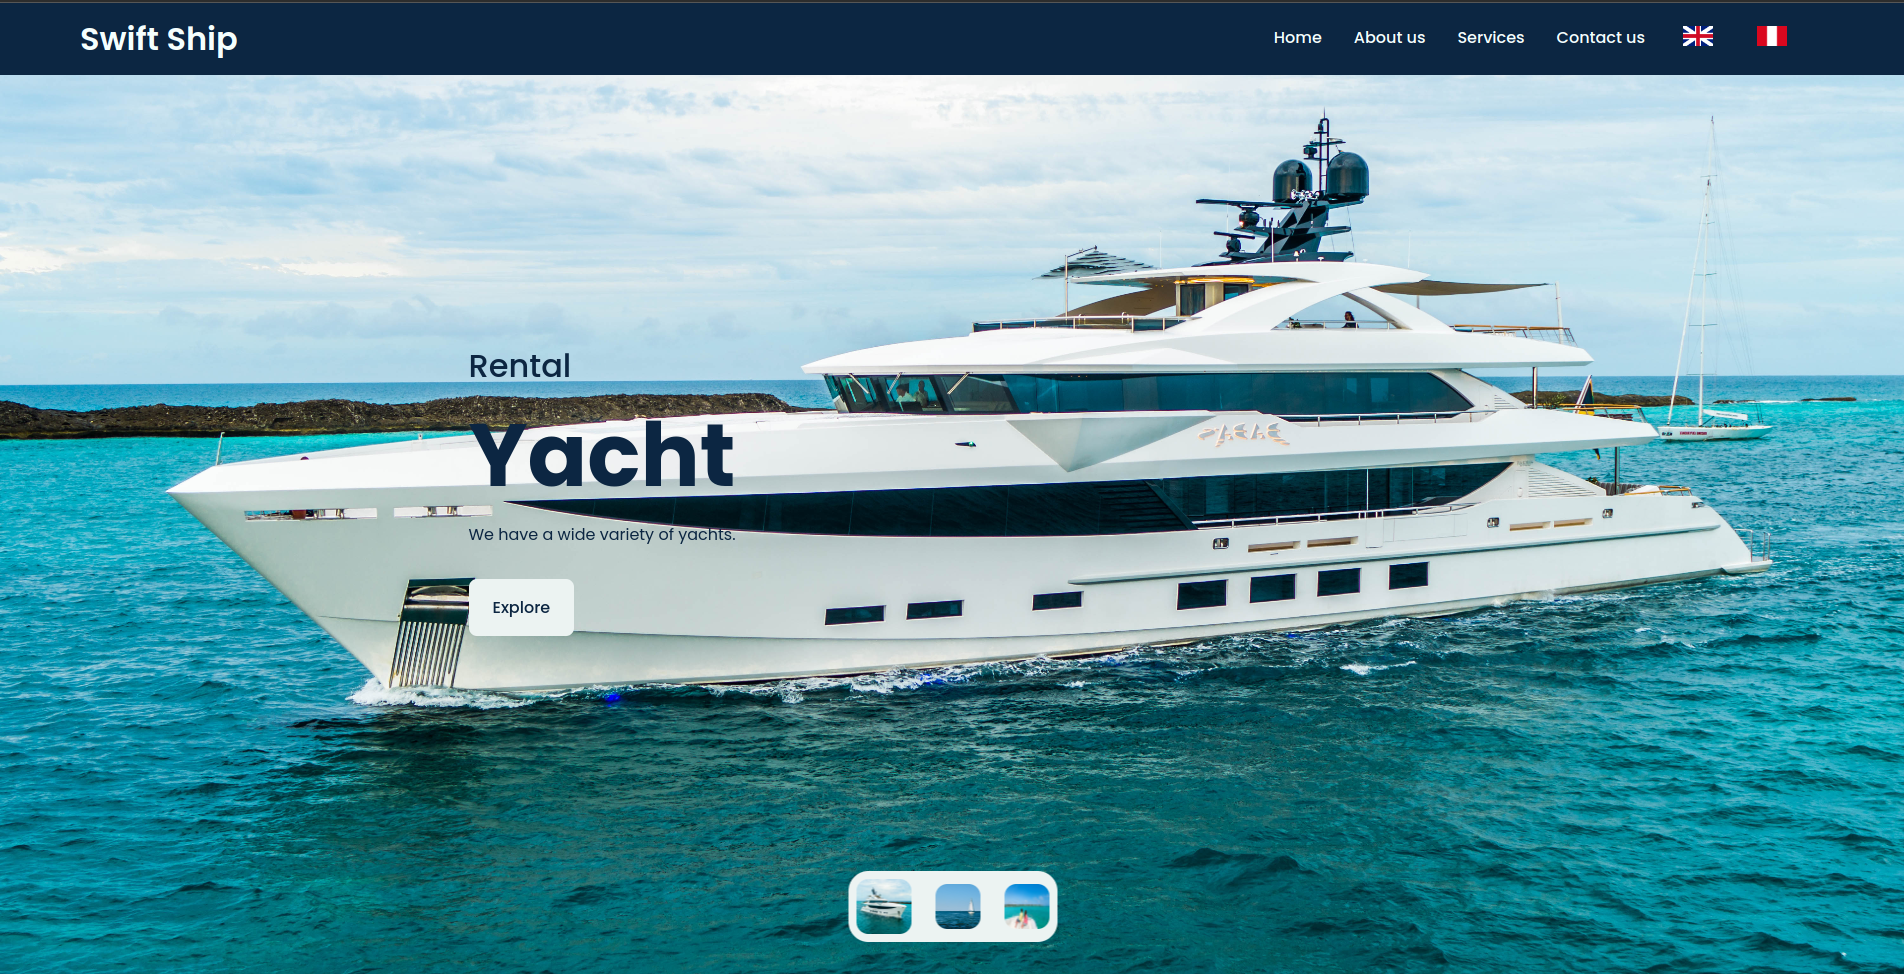 Swift Ship
Home About us Services Contact us
Rental
Yacht
We have a wide variety of yachts.
Explore